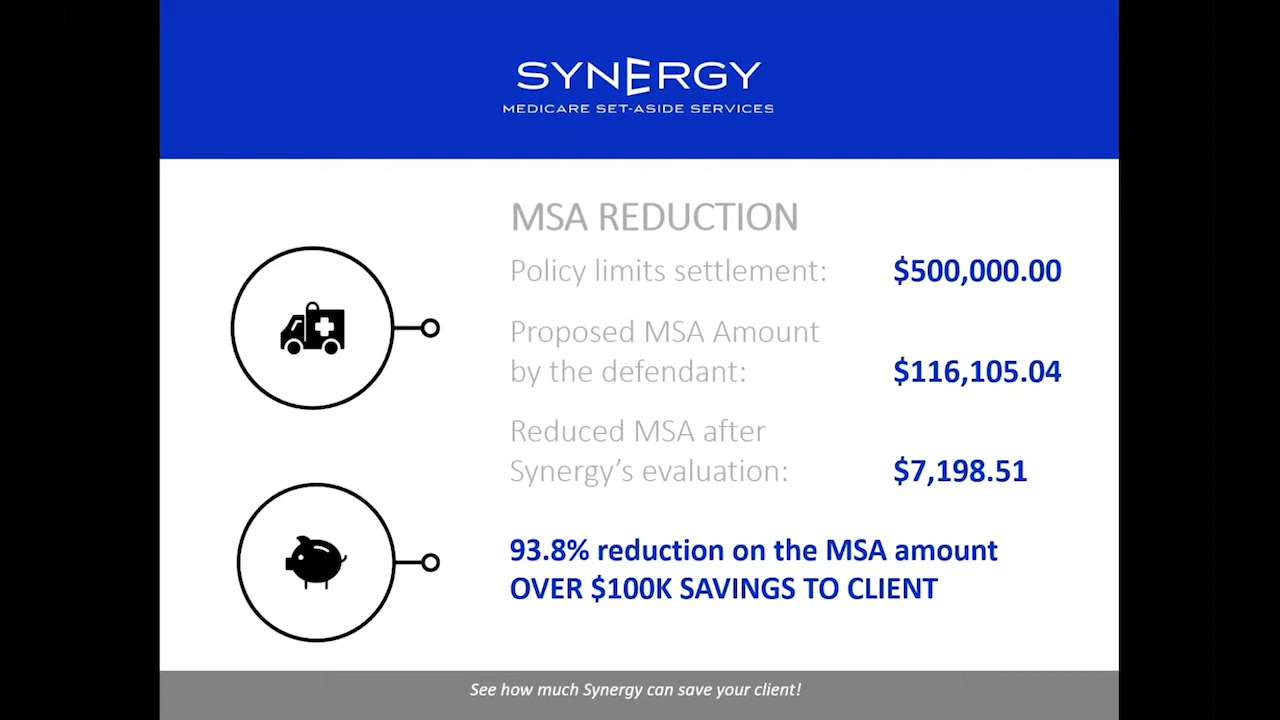 SYNERGY
MEDICARE SET-ASIDE SERVICES
MSA REDUCTION
Policy limits settlement: $500,000.00
Proposed MSA Amount
by the defendant: $116,105.04
Reduced MSA after
Synergy's evaluation: $7,198.51
93.8% reduction on the MSA amount
OVER $100K SAVINGS TO CLIENT
See how much Synergy can save your client!